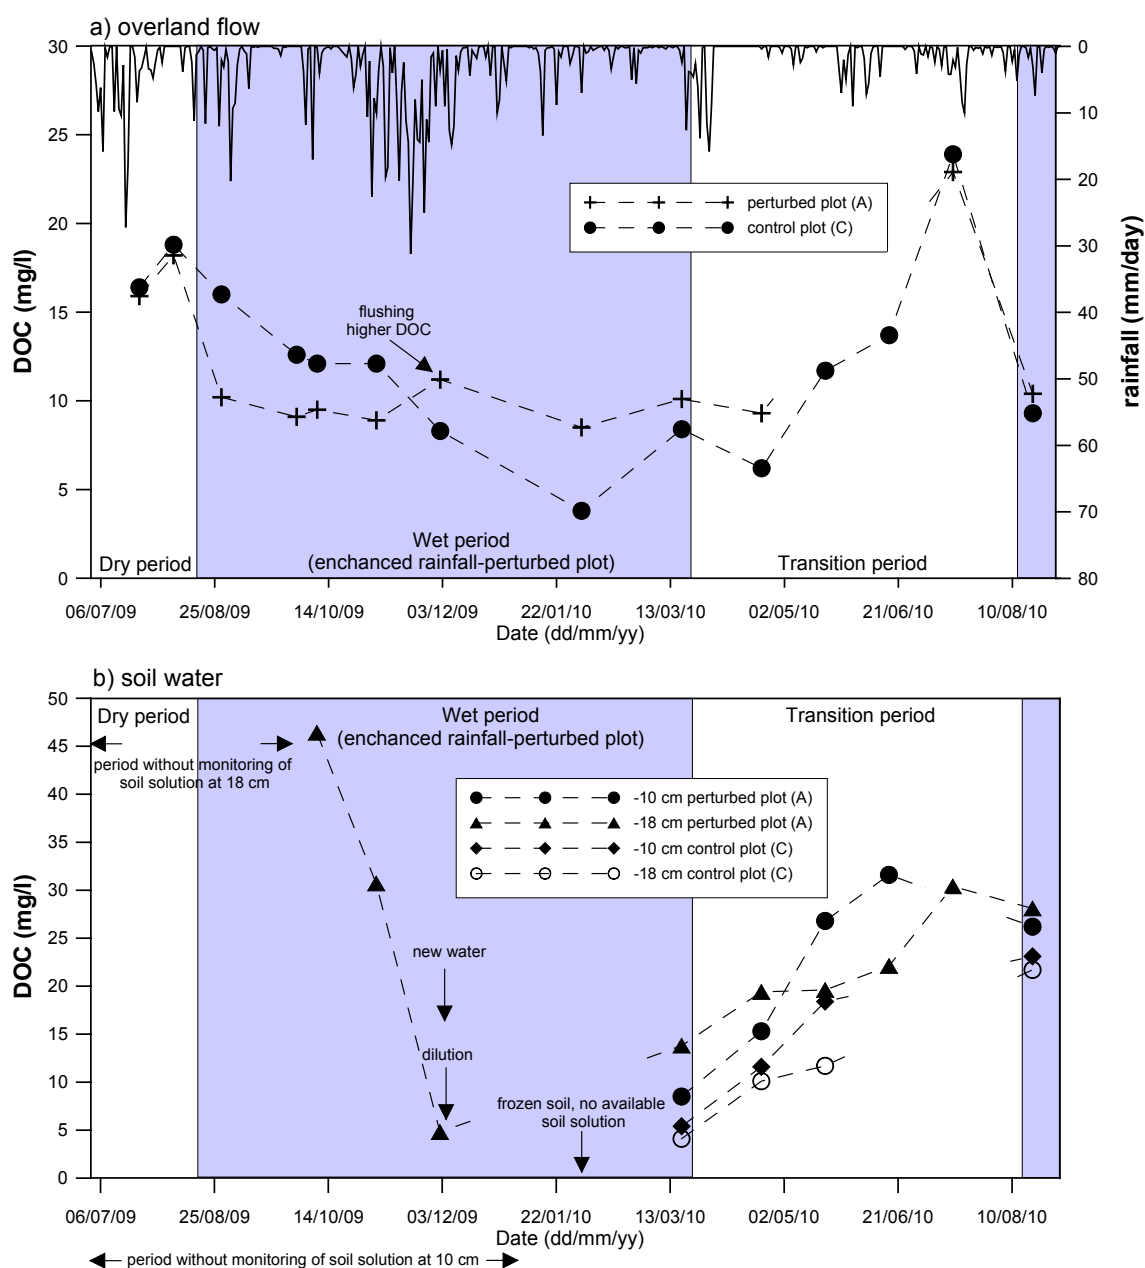 a) overland flow
30
25
20
15
10
5
0
DOC (mg/l)
0
10
20
30
40
50
60
70
80
rainfall (mm/day)
perturbed plot (A)
control plot (C)
flushing
higher DOC
Dry period
Wet period
(enchanced rainfall-perturbed plot)
Transition period
06/07/09 25/08/09 14/10/09 03/12/09 22/01/10 13/03/10 02/05/10 21/06/10 10/08/10
Date (dd/mm/yy)
b) soil water
50
45
40
35
30
25
20
15
10
5
0
DOC (mg/l)
Dry period
Wet period
(enchanced rainfall-perturbed plot)
Transition period
period without monitoring of
soil solution at 18 cm
-10 cm perturbed plot (A)
-18 cm perturbed plot (A)
-10 cm control plot (C)
-18 cm control plot (C)
new water
dilution
frozen soil, no available
soil solution
06/07/09 25/08/09 14/10/09 03/12/09 22/01/10 13/03/10 02/05/10 21/06/10 10/08/10
Date (dd/mm/yy)
period without monitoring of soil solution at 10 cm